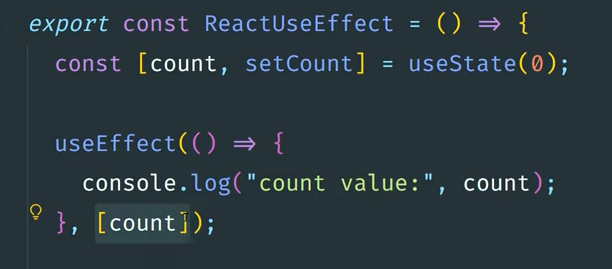 export const ReactUseEffect = () => {
const [count, setCount] = useState(0);
useEffect(() => {
console.log("count value:", count);
}, [count]);